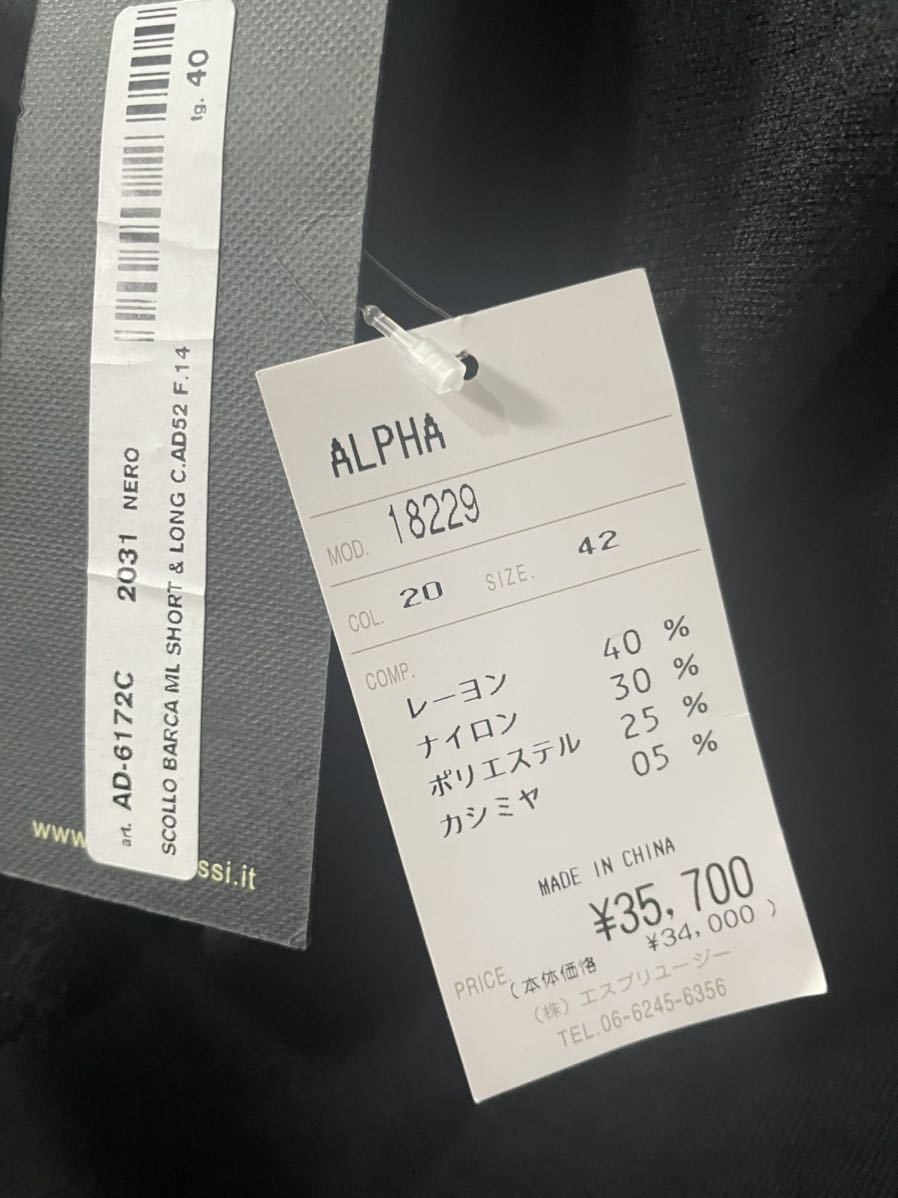 art. AD-6172C 2031 NERO tg. 40
SCOLLO BARCA ML SHORT & LONG C.AD52 F.14
www
ssi.it
ALPHA
MOD. 18229
COL. 20 SIZE. 42
COMP.
レーヨン 40 %
ナイロン 30 %
ポリエステル 25 %
カシミヤ 05 %
MADE IN CHINA
¥35,700
PRICE. (本体価格 ¥34,000 )
(株)エスプリユージー
TEL.06-6245-6356